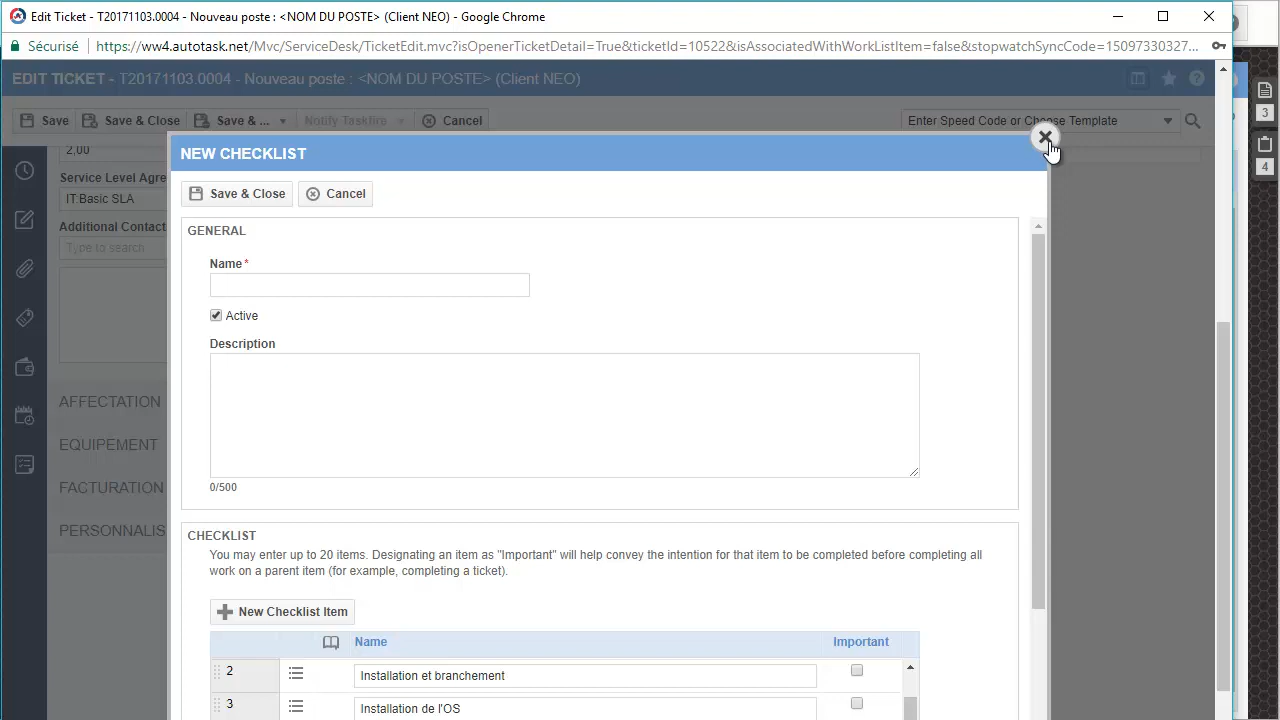 Edit Ticket - T20171103.0004 - Nouveau poste : <NOM DU POSTE> (Client NEO) - Google Chrome
Sécurisé https://ww4.autotask.net/Mvc/ServiceDesk/TicketEdit.mvc?isOpenerTicketDetail=True&ticketId=10522&isAssociatedWithWorkListItem=false&stopwatchSyncCode=15097330327...
EDIT TICKET - T20171103.0004 - Nouveau poste : <NOM DU POSTE> (Client NEO)
Save Save & Close Save & ... Notify Taskfire Cancel Enter Speed Code or Choose Template
3
4
2,00
Service Level Agre
IT Basic SLA
Additional Contact
Type to search
AFFECTATION
EQUIPEMENT
FACTURATION
PERSONNALIS
NEW CHECKLIST
Save & Close Cancel
GENERAL
Name *
Active
Description
0/500
CHECKLIST
You may enter up to 20 items. Designating an item as "Important" will help convey the intention for that item to be completed before completing all
work on a parent item (for example, completing a ticket).
New Checklist Item
Name Important
2 Installation et branchement
3 Installation de l'OS